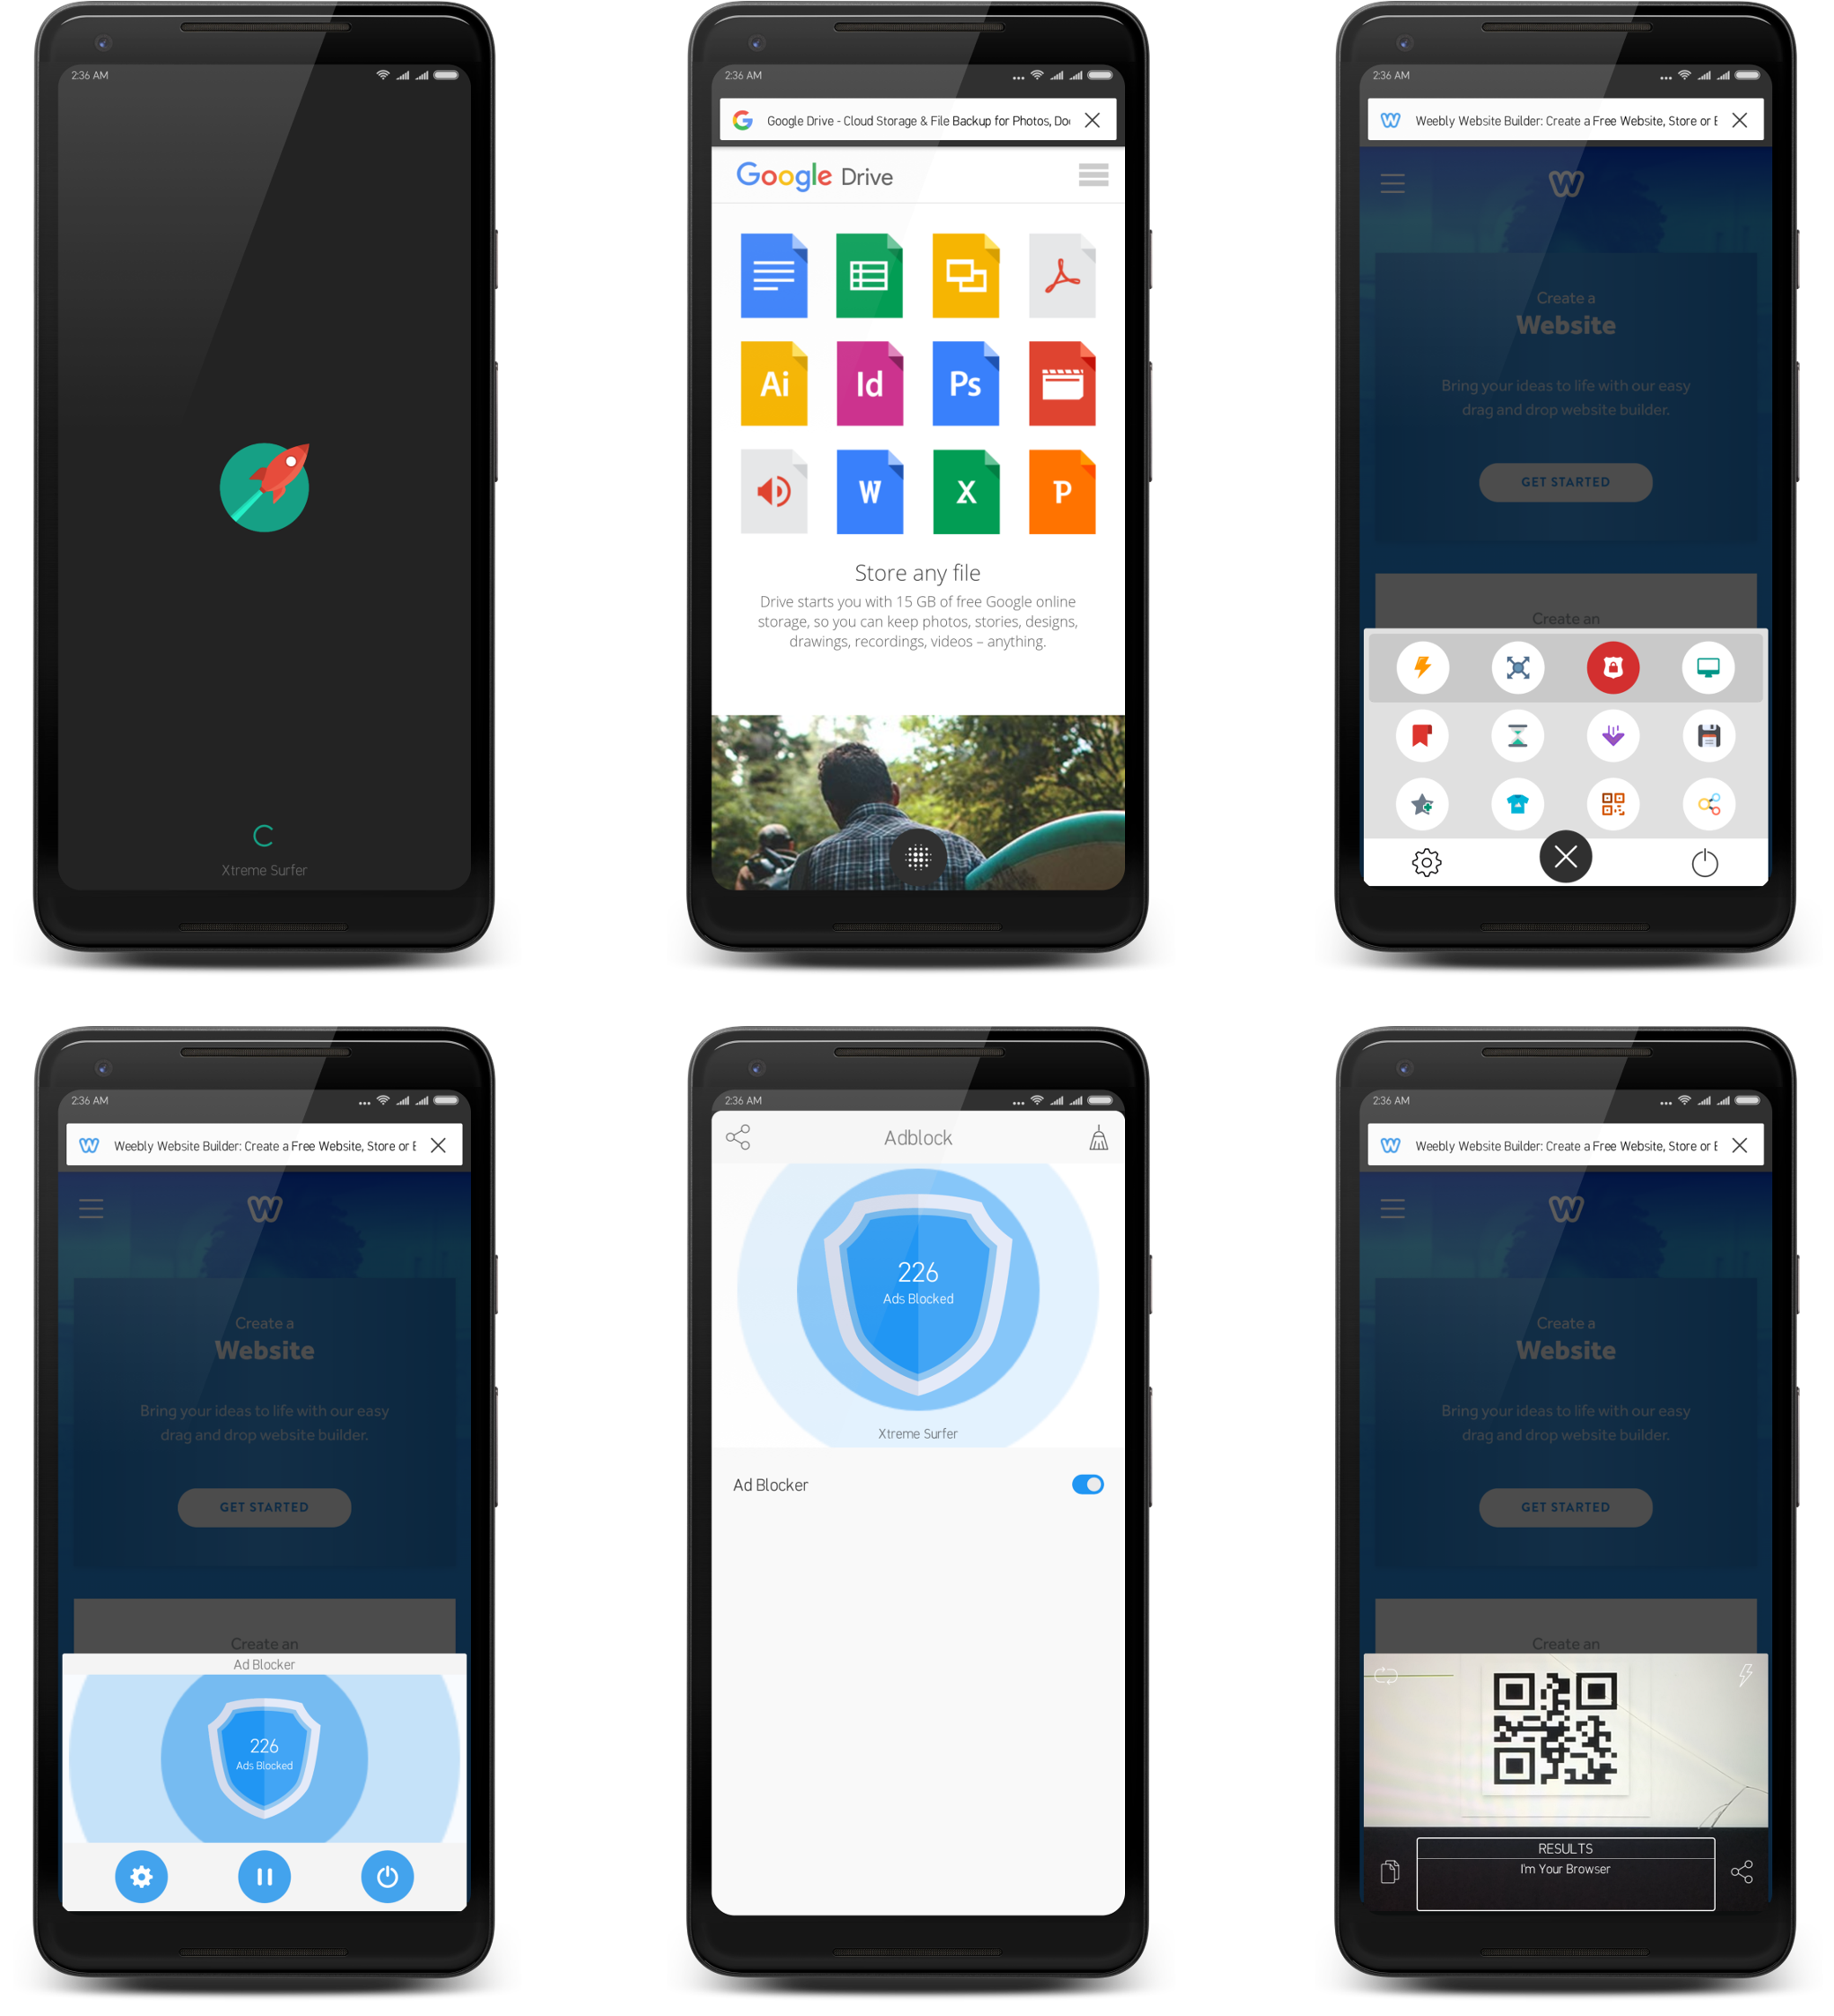 2:36 AM
Xtreme Surfer
2:36 AM
Google Drive - Cloud Storage & File Backup for Photos, Do
Google Drive
Ai
Id
Ps
W
X
P
Store any file
Drive starts you with 15 GB of free Google online
storage, so you can keep photos, stories, designs,
drawings, recordings, videos – anything.
2:36 AM
Weebly Website Builder: Create a Free Website, Store or
Create a
Website
Bring your ideas to life with our easy
drag and drop website builder.
GET STARTED
Create an
2:36 AM
Weebly Website Builder: Create a Free Website, Store or
Create a
Website
Bring your ideas to life with our easy
drag and drop website builder.
GET STARTED
Create an
Ad Blocker
226
Ads Blocked
2:36 AM
Adblock
226
Ads Blocked
Xtreme Surfer
Ad Blocker
2:36 AM
Weebly Website Builder: Create a Free Website, Store or
Create a
Website
Bring your ideas to life with our easy
drag and drop website builder.
GET STARTED
Create an
RESULTS
I'm Your Browser